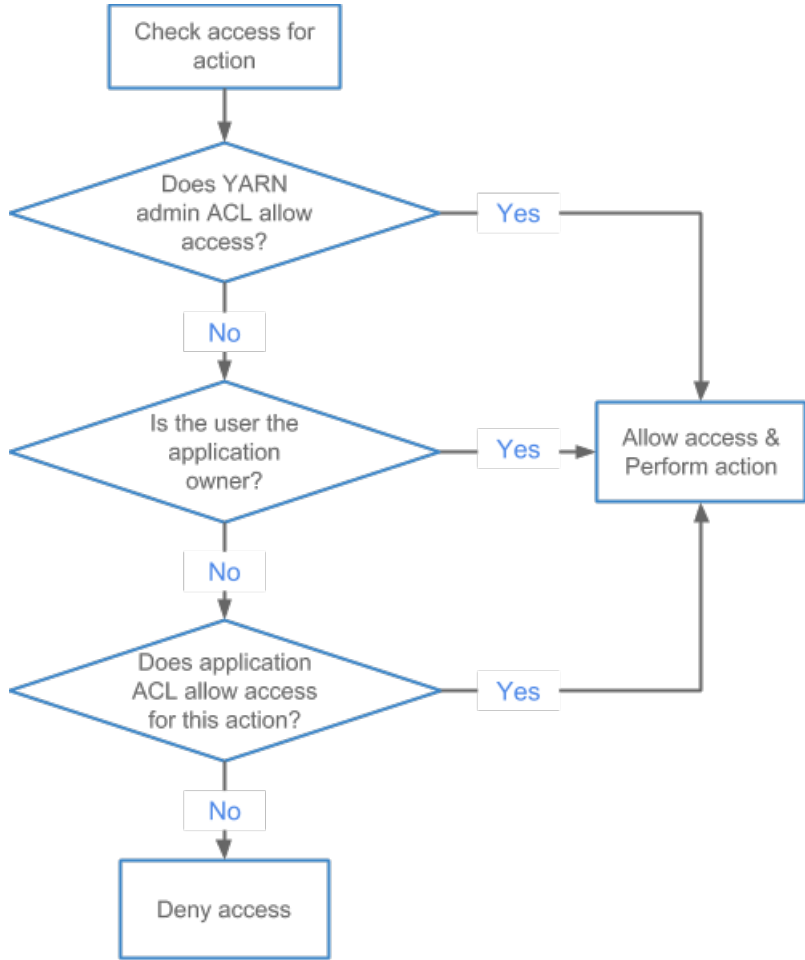 Check access for
action
Does YARN
admin ACL allow
access?
Yes
No
Is the user the
application
owner?
Yes
Allow access &
Perform action
No
Does application
ACL allow access
for this action?
Yes
No
Deny access